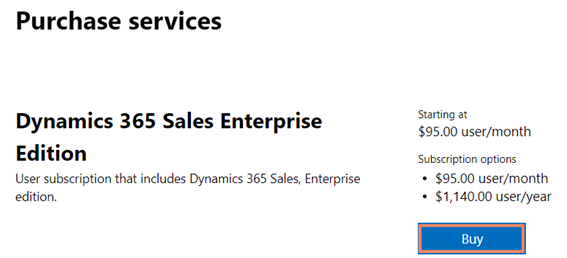 Purchase services
Dynamics 365 Sales Enterprise
Edition
User subscription that includes Dynamics 365 Sales, Enterprise
edition.
Starting at
$95.00 user/month
Subscription options
• $95.00 user/month
• $1,140.00 user/year
Buy